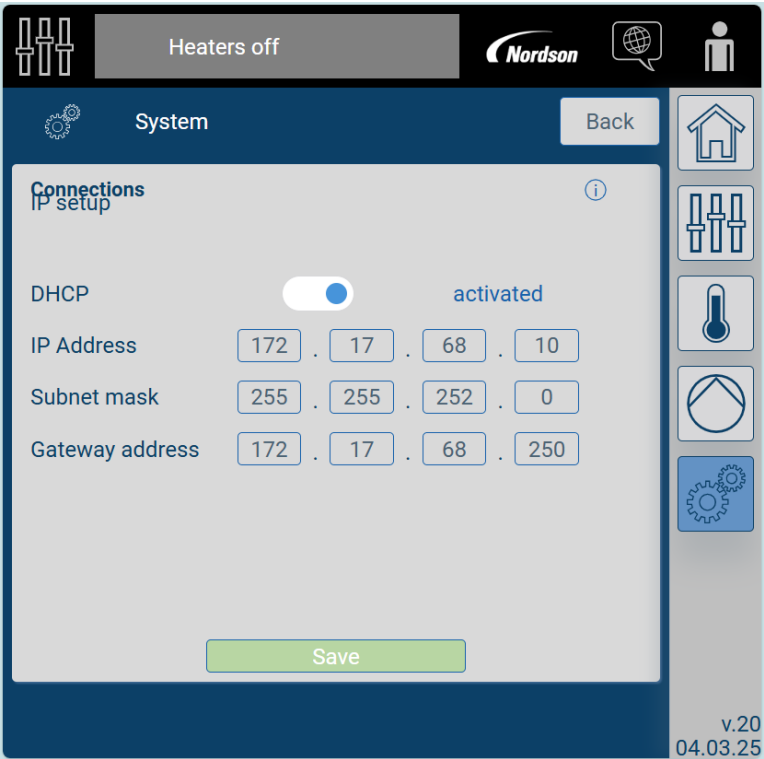 Heaters off
Nordson
System
Back
Connections
IP setup
DHCP activated
IP Address 172 . 17 . 68 . 10
Subnet mask 255 . 255 . 252 . 0
Gateway address 172 . 17 . 68 . 250
Save
v.20
04.03.25